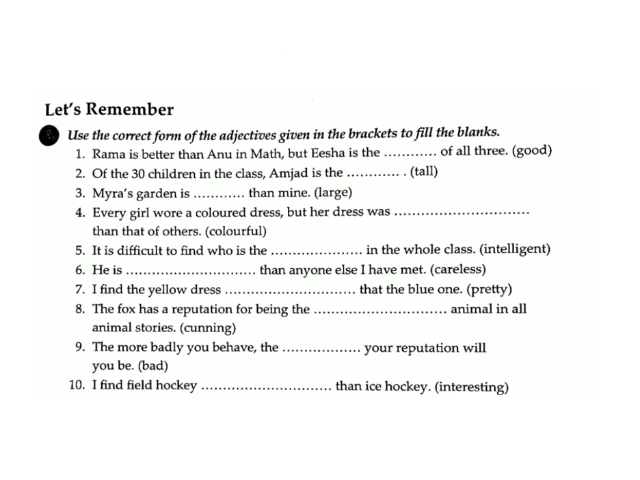 Let's Remember
Use the correct form of the adjectives given in the brackets to fill the blanks.
1. Rama is better than Anu in Math, but Eesha is the ............ of all three. (good)
2. Of the 30 children in the class, Amjad is the ............ . (tall)
3. Myra's garden is ............ than mine. (large)
4. Every girl wore a coloured dress, but her dress was ..............................
than that of others. (colourful)
5. It is difficult to find who is the .................... in the whole class. (intelligent)
6. He is ............................. than anyone else I have met. (careless)
7. I find the yellow dress ............................. that the blue one. (pretty)
8. The fox has a reputation for being the ............................. animal in all
animal stories. (cunning)
9. The more badly you behave, the .................. your reputation will
you be. (bad)
10. I find field hockey ............................. than ice hockey. (interesting)